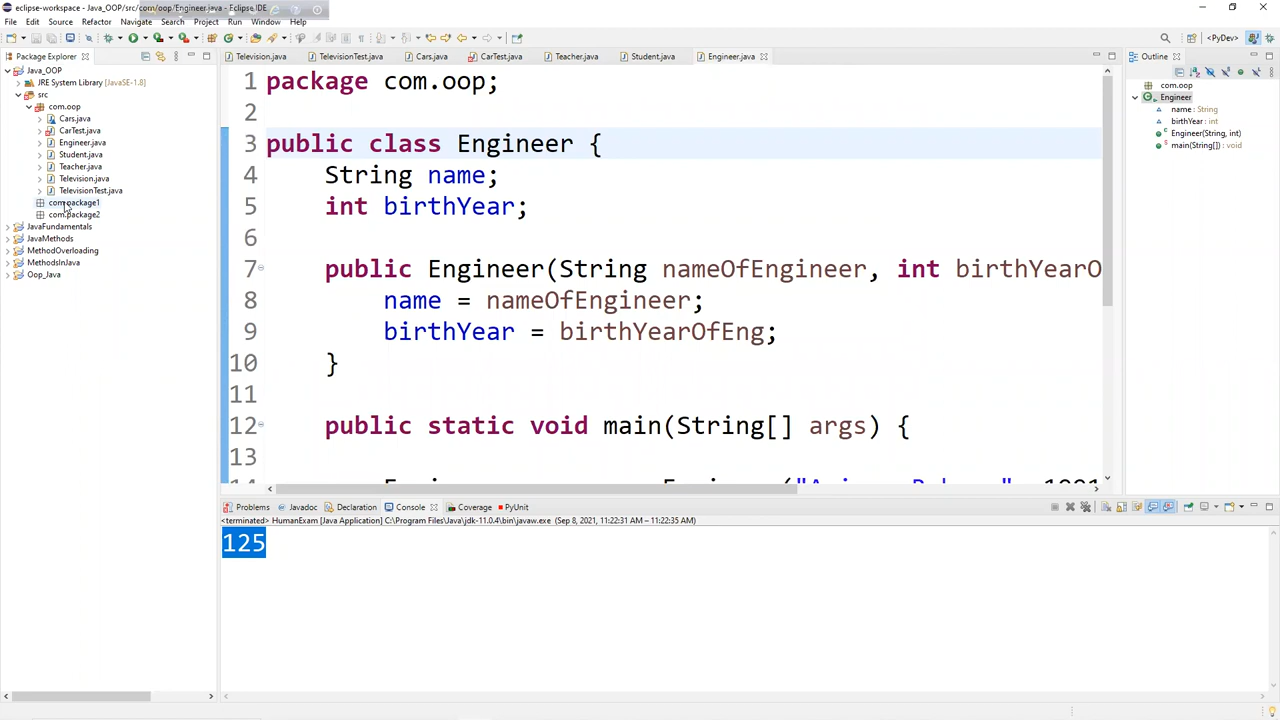 eclipse-workspace - Java_OOP/src/com/oop/Engineer.java - Eclipse IDE
File Edit Source Refactor Navigate Search Project Run Window Help
<PyDev>
Package Explorer
Java_OOP
JRE System Library [JavaSE-1.8]
src
com.oop
Cars.java
CarTest.java
Engineer.java
Student.java
Teacher.java
Television.java
TelevisionTest.java
com.package1
com.package2
JavaFundamentals
JavaMethods
MethodOverloading
MethodsInJava
Oop_Java
Television.java TelevisionTest.java Cars.java CarTest.java Teacher.java Student.java Engineer.java
1 package com.oop;
2
3 public class Engineer {
4 String name;
5 int birthYear;
6
7 public Engineer(String nameOfEngineer, int birthYearO
8 name = nameOfEngineer;
9 birthYear = birthYearOfEng;
10 }
11
12 public static void main(String[] args) {
13
Outline
com.oop
Engineer
name : String
birthYear : int
Engineer(String, int)
main(String[]) : void
Problems Javadoc Declaration Console Coverage PyUnit
<terminated> HumanExam [Java Application] C:\Program Files\Java\jdk-11.0.4\bin\javaw.exe (Sep 8, 2021, 11:22:31 AM – 11:22:35 AM)
125